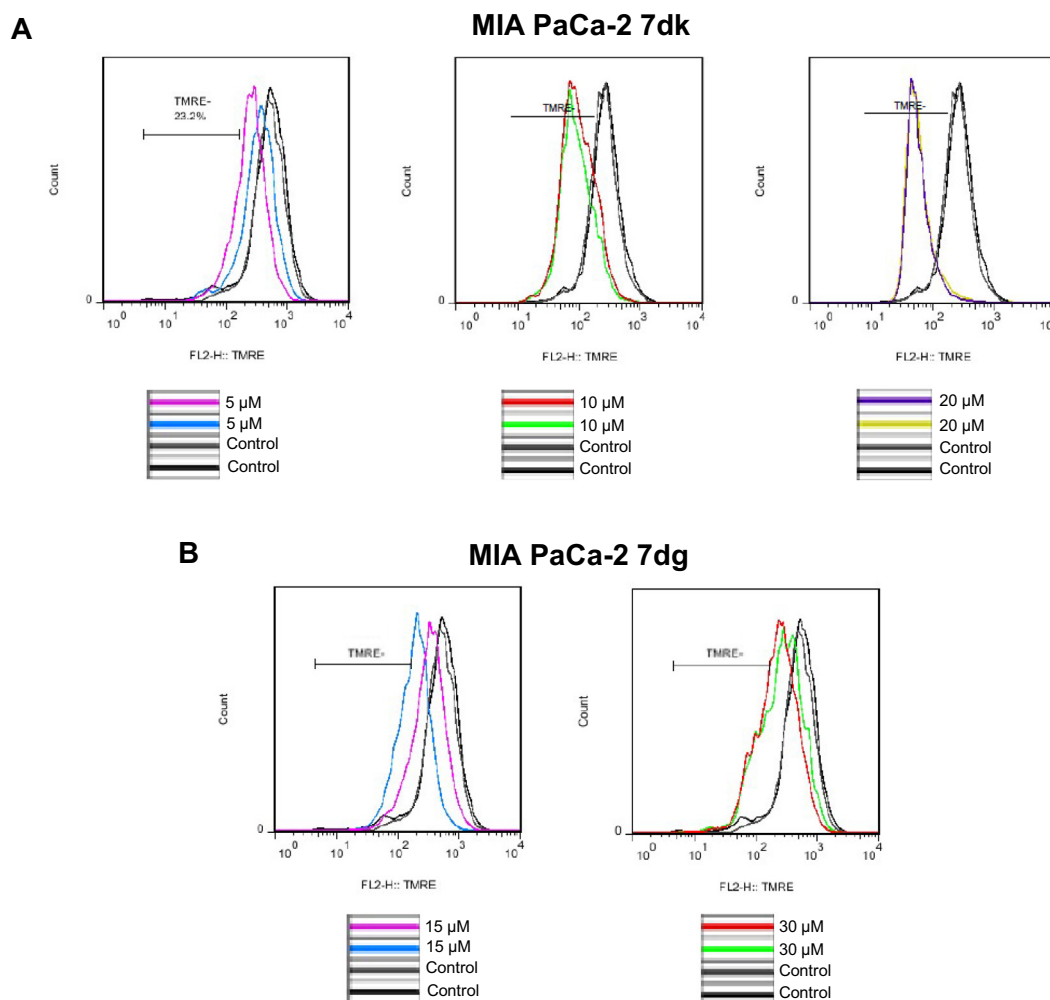 A
MIA PaCa-2 7dk
TMRE-
23.2%
Count
0
10^0 10^1 10^2 10^3 10^4
FL2-H:: TMRE
5 µM
5 µM
Control
Control
TMRE-
Count
0
10^0 10^1 10^2 10^3 10^4
FL2-H:: TMRE
10 µM
10 µM
Control
Control
TMRE-
Count
0
10^0 10^1 10^2 10^3
FL2-H:: TMRE
20 µM
20 µM
Control
Control
B
MIA PaCa-2 7dg
TMRE-
Count
0
10^0 10^1 10^2 10^3 10^4
FL2-H:: TMRE
15 µM
15 µM
Control
Control
TMRE-
Count
0
10^0 10^1 10^2 10^3 10^4
FL2-H:: TMRE
30 µM
30 µM
Control
Control